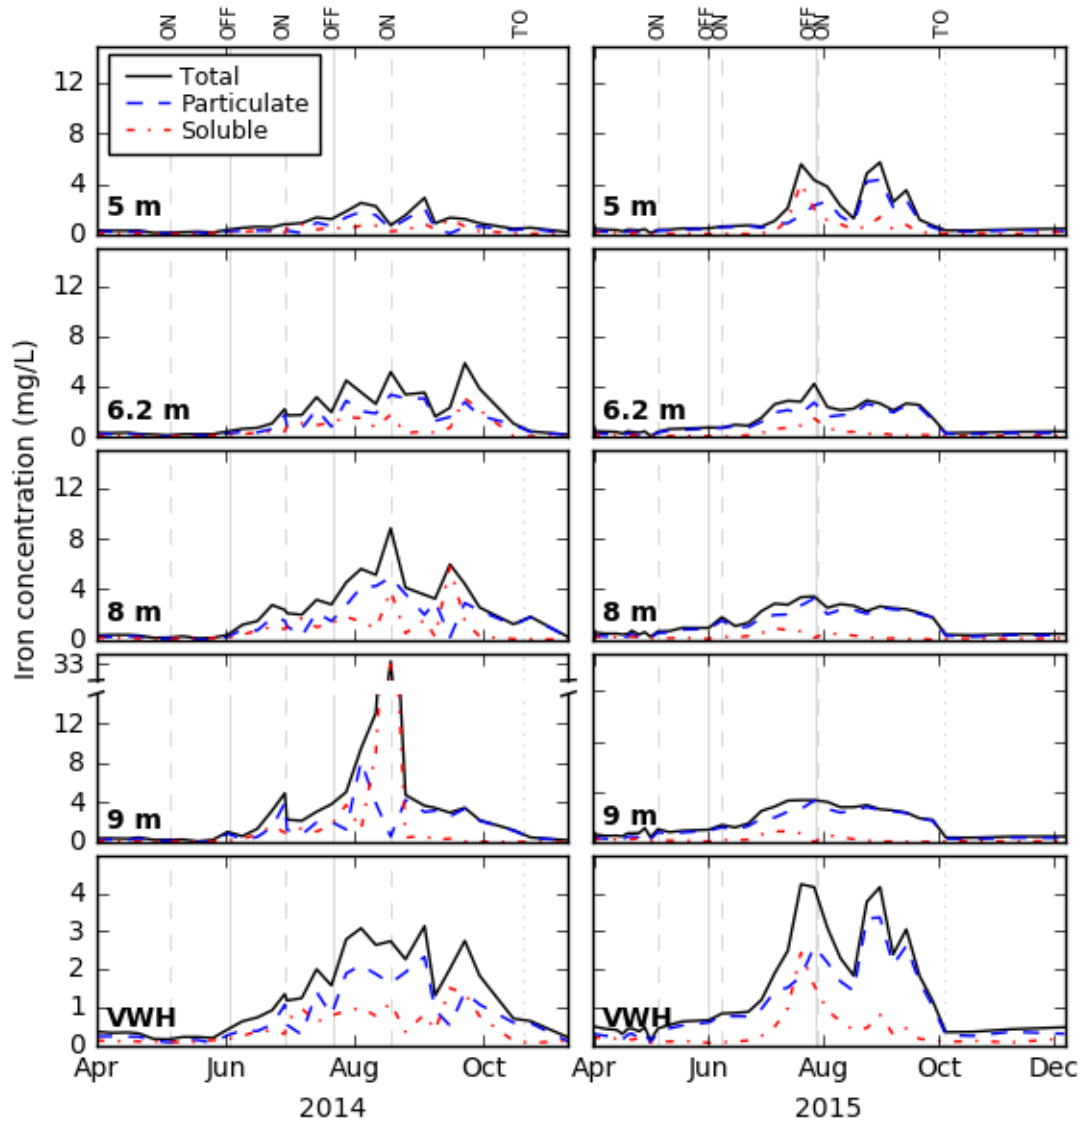 ON OFF ON OFF ON T'O ON OFF ON OFF ON T'O
Total
Particulate
Soluble
12
8
4
0
5 m
5 m
12
8
4
0
6.2 m
6.2 m
12
8
4
0
8 m
8 m
33
12
8
4
0
9 m
9 m
4
3
2
1
0
VWH
VWH
Iron concentration (mg/L)
Apr Jun Aug Oct Apr Jun Aug Oct Dec
2014 2015